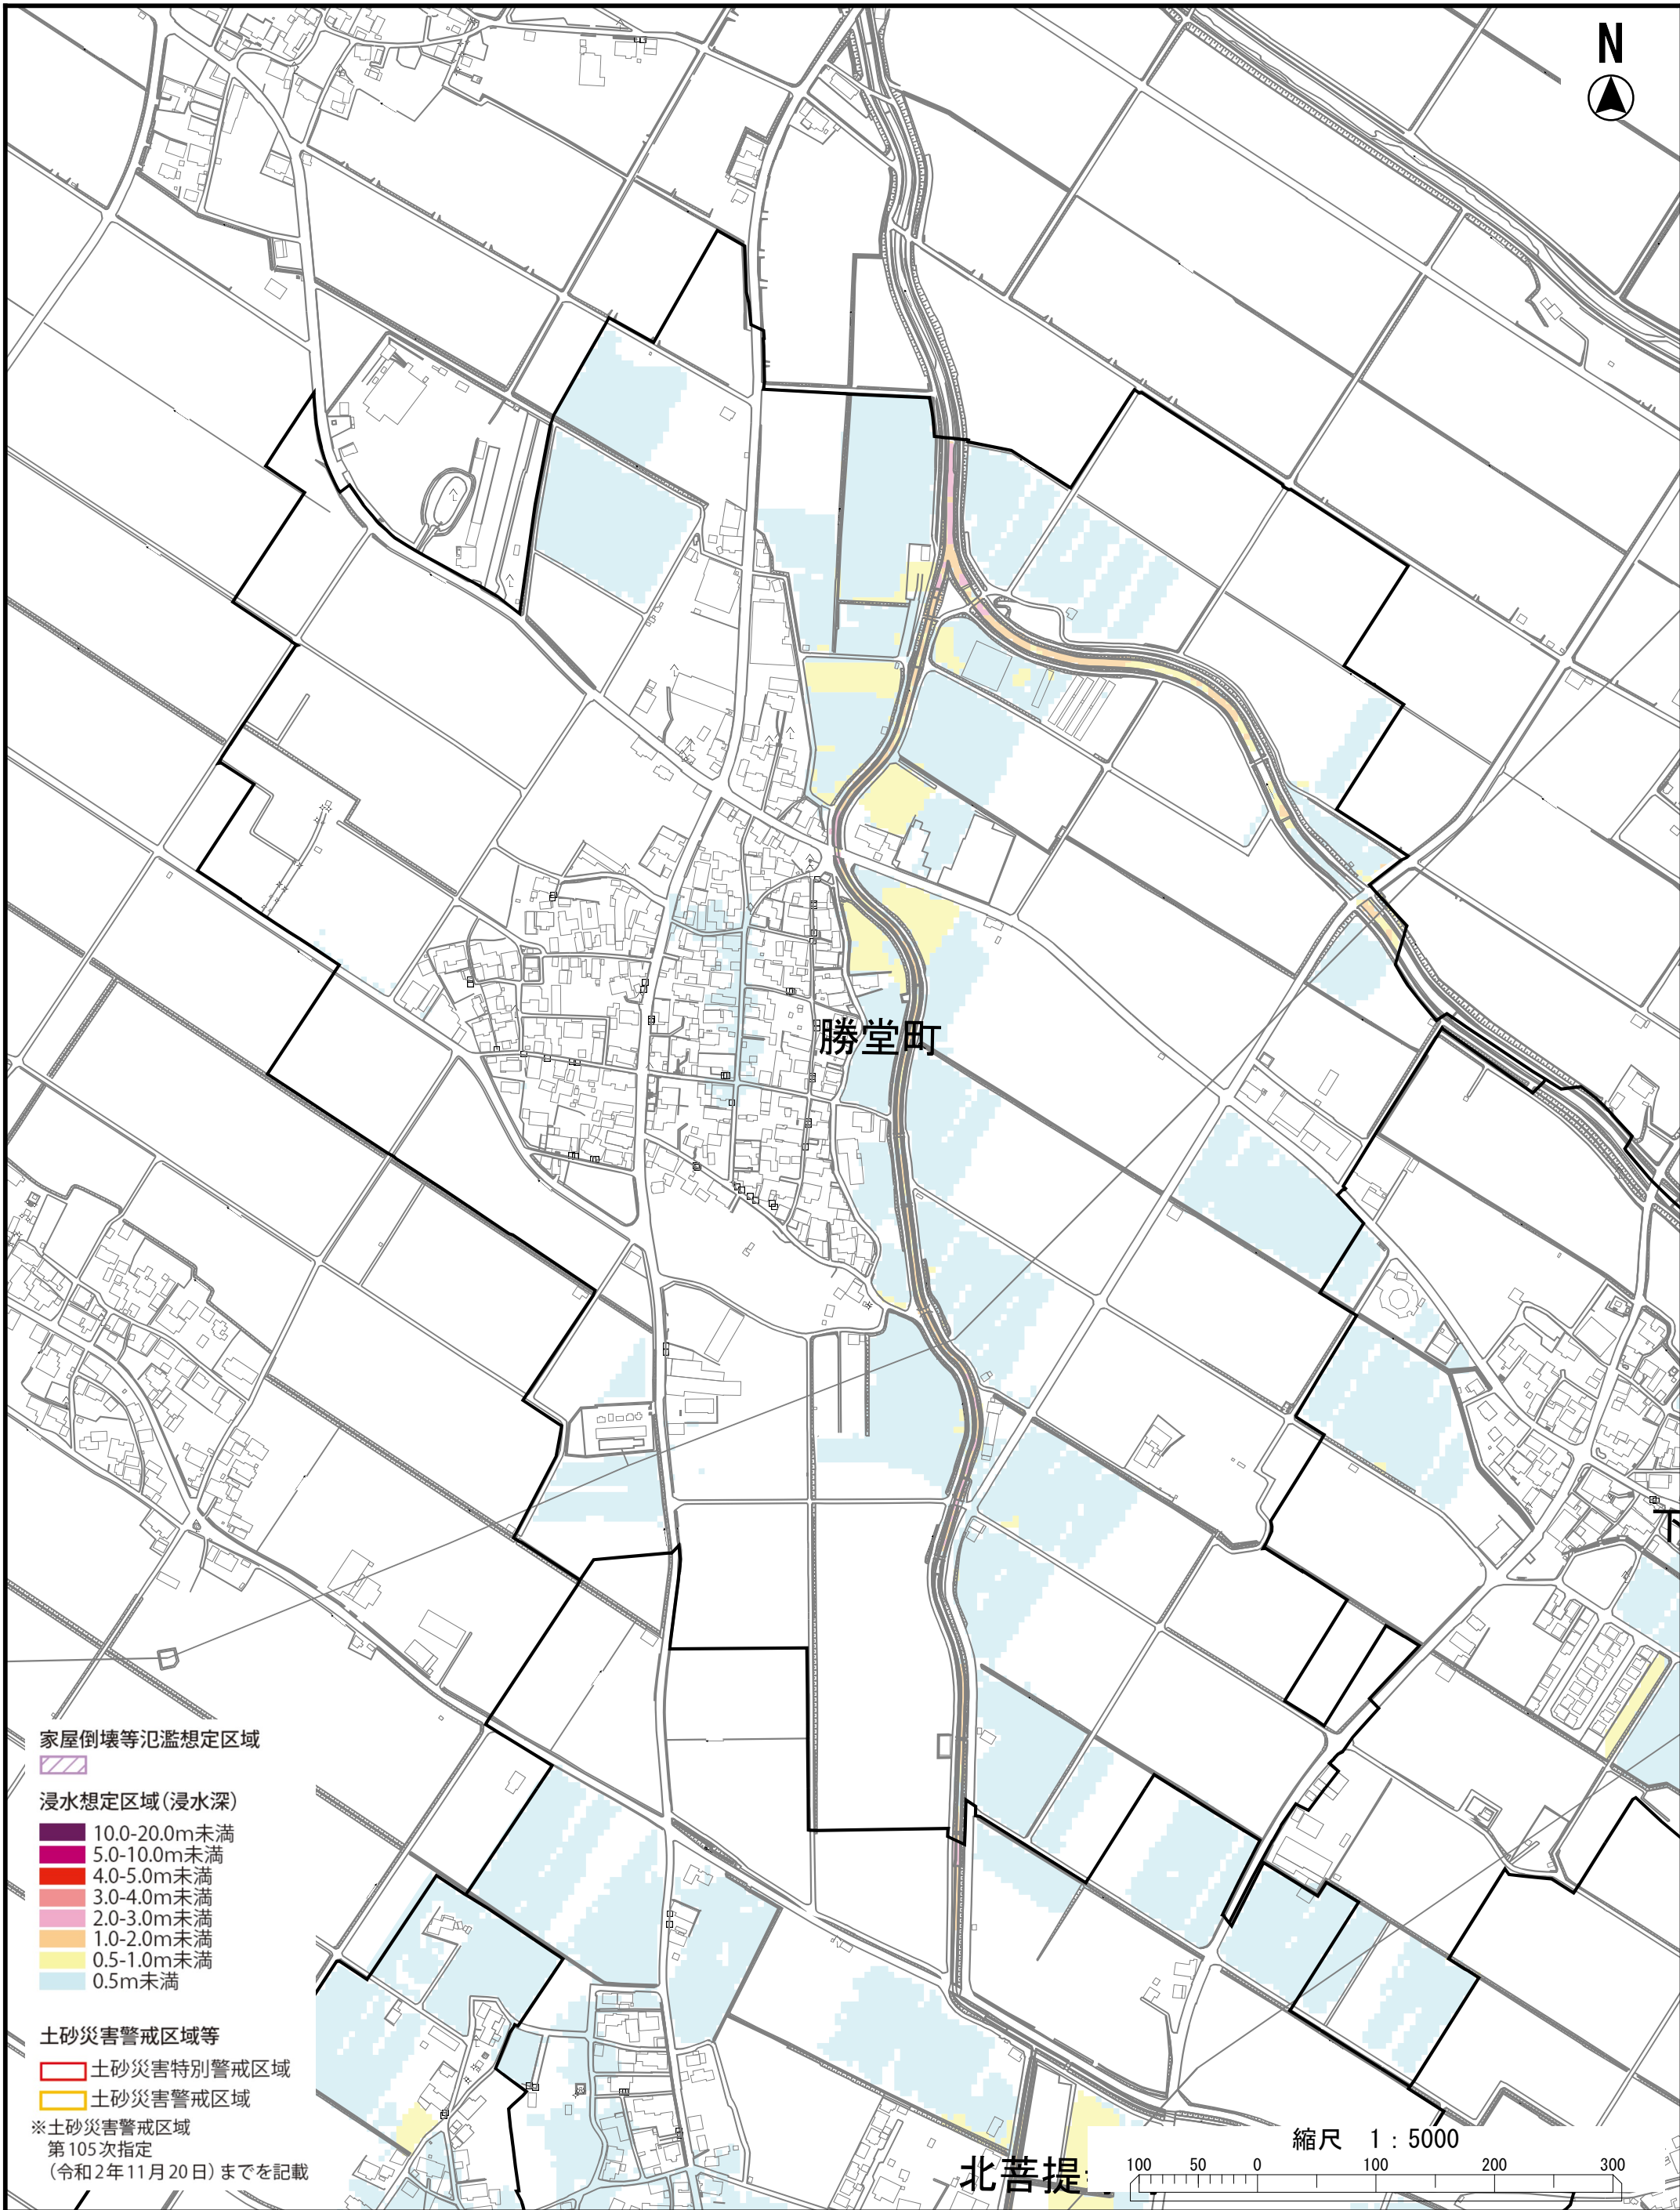 N
勝堂町
下
家屋倒壊等氾濫想定区域
浸水想定区域(浸水深)
10.0-20.0m未満
5.0-10.0m未満
4.0-5.0m未満
3.0-4.0m未満
2.0-3.0m未満
1.0-2.0m未満
0.5-1.0m未満
0.5m未満
土砂災害警戒区域等
土砂災害特別警戒区域
土砂災害警戒区域
※土砂災害警戒区域
第105次指定
(令和2年11月20日)までを記載
北菩提
縮尺 1:5000
100 50 0 100 200 300